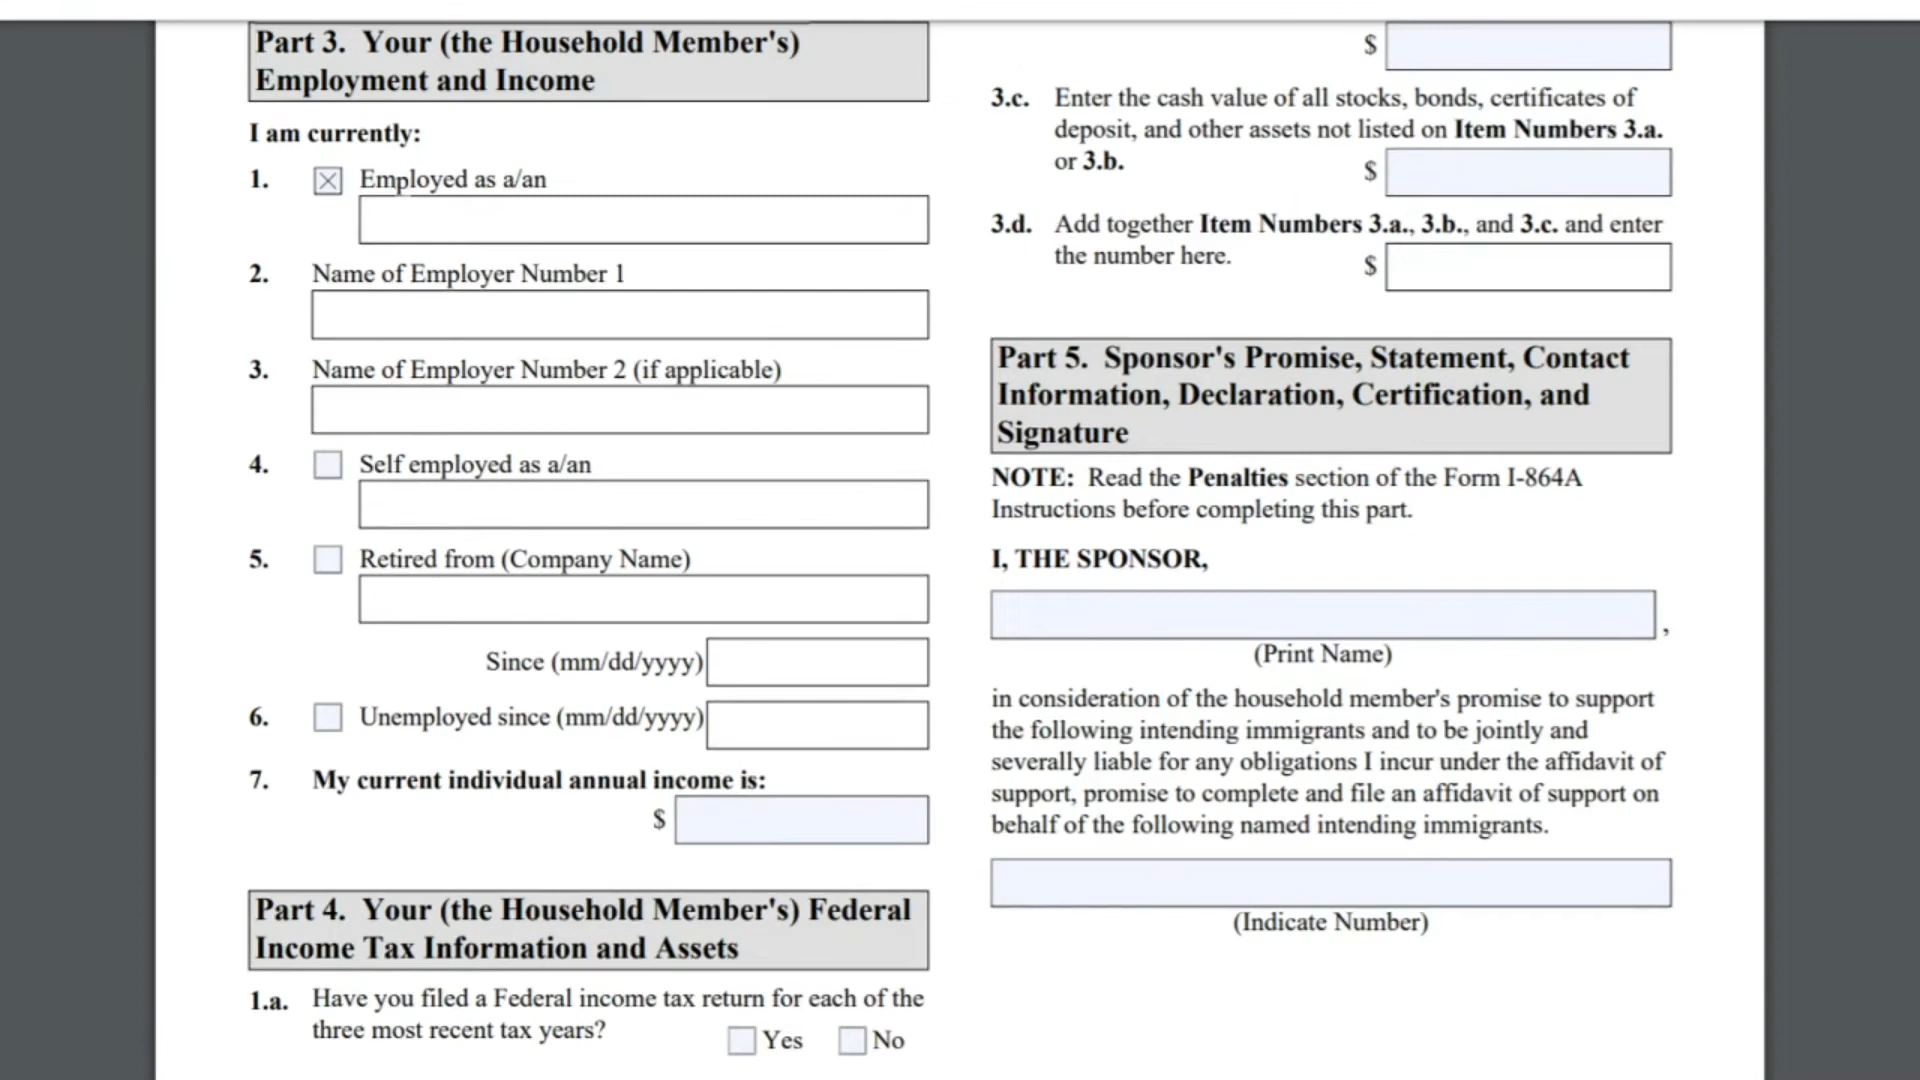 Part 3. Your (the Household Member's)
Employment and Income
I am currently:
1. Employed as a/an
2. Name of Employer Number 1
3. Name of Employer Number 2 (if applicable)
4. Self employed as a/an
5. Retired from (Company Name)
Since (mm/dd/yyyy)
6. Unemployed since (mm/dd/yyyy)
7. My current individual annual income is:
$
Part 4. Your (the Household Member's) Federal
Income Tax Information and Assets
1.a. Have you filed a Federal income tax return for each of the
three most recent tax years? Yes No
$
3.c. Enter the cash value of all stocks, bonds, certificates of
deposit, and other assets not listed on Item Numbers 3.a.
or 3.b. $
3.d. Add together Item Numbers 3.a., 3.b., and 3.c. and enter
the number here. $
Part 5. Sponsor's Promise, Statement, Contact
Information, Declaration, Certification, and
Signature
NOTE: Read the Penalties section of the Form I-864A
Instructions before completing this part.
I, THE SPONSOR,
,
(Print Name)
in consideration of the household member's promise to support
the following intending immigrants and to be jointly and
severally liable for any obligations I incur under the affidavit of
support, promise to complete and file an affidavit of support on
behalf of the following named intending immigrants.
(Indicate Number)